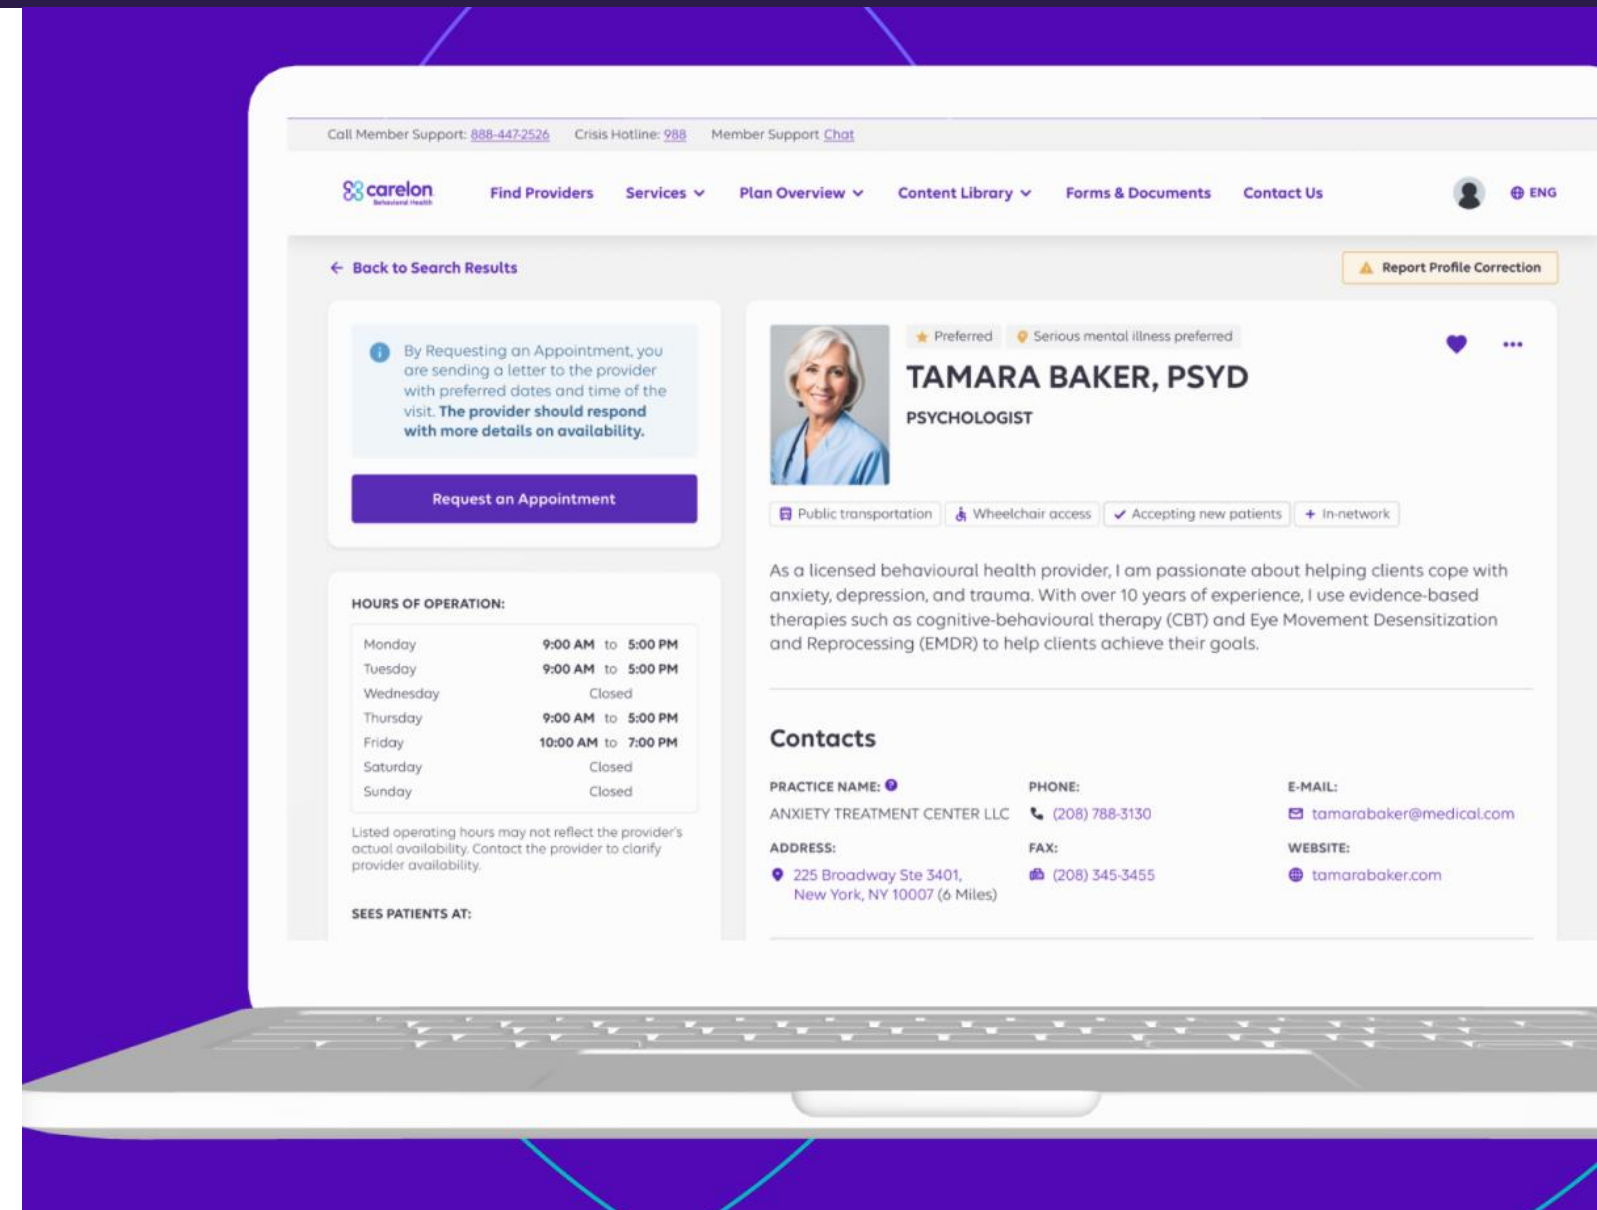 Call Member Support: 888-447-2526 Crisis Hotline: 988 Member Support Chat
carelon Find Providers Services Plan Overview Content Library Forms & Documents Contact Us ENG
Behavioral Health
Back to Search Results
Report Profile Correction
By Requesting an Appointment, you
are sending a letter to the provider
with preferred dates and time of the
visit. The provider should respond
with more details on availability.
Request an Appointment
HOURS OF OPERATION:
Monday 9:00 AM to 5:00 PM
Tuesday 9:00 AM to 5:00 PM
Wednesday Closed
Thursday 9:00 AM to 5:00 PM
Friday 10:00 AM to 7:00 PM
Saturday Closed
Sunday Closed
Listed operating hours may not reflect the provider's
actual availability. Contact the provider to clarify
provider availability.
SEES PATIENTS AT:
Preferred Serious mental illness preferred
TAMARA BAKER, PSYD
PSYCHOLOGIST
Public transportation Wheelchair access Accepting new patients In-network
As a licensed behavioural health provider, I am passionate about helping clients cope with
anxiety, depression, and trauma. With over 10 years of experience, I use evidence-based
therapies such as cognitive-behavioural therapy (CBT) and Eye Movement Desensitization
and Reprocessing (EMDR) to help clients achieve their goals.
Contacts
PRACTICE NAME: PHONE: E-MAIL:
ANXIETY TREATMENT CENTER LLC (208) 788-3130 tamarabaker@medical.com
ADDRESS: FAX: WEBSITE:
225 Broadway Ste 3401, (208) 345-3455 tamarabaker.com
New York, NY 10007 (6 Miles)